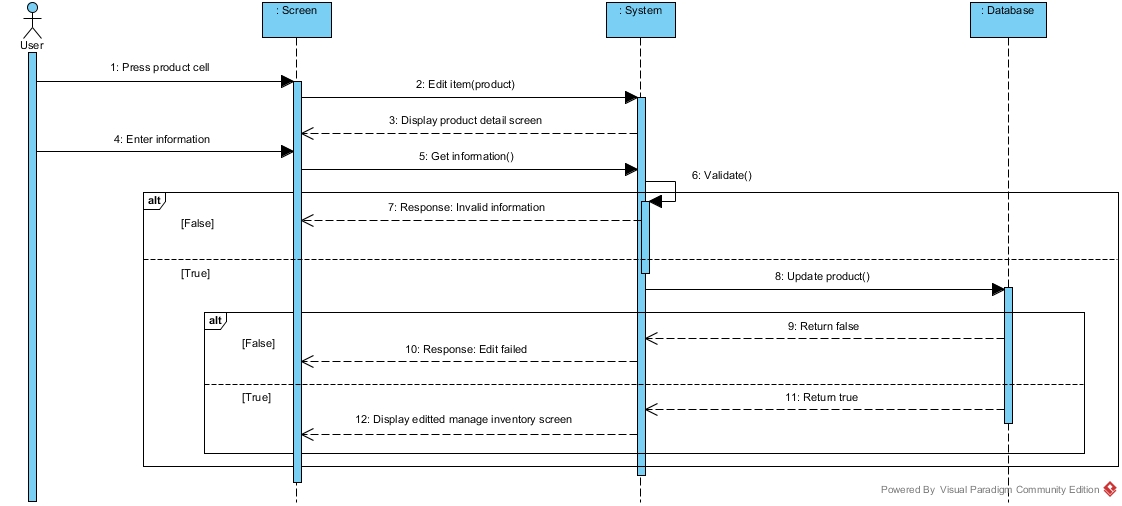 : Screen
: System
: Database
User
1: Press product cell
2: Edit item(product)
3: Display product detail screen
4: Enter information
5: Get information()
6: Validate()
alt
7: Response: Invalid information
[False]
[True]
8: Update product()
alt
9: Return false
[False]
10: Response: Edit failed
[True]
11: Return true
12: Display editted manage inventory screen
Powered By Visual Paradigm Community Edition